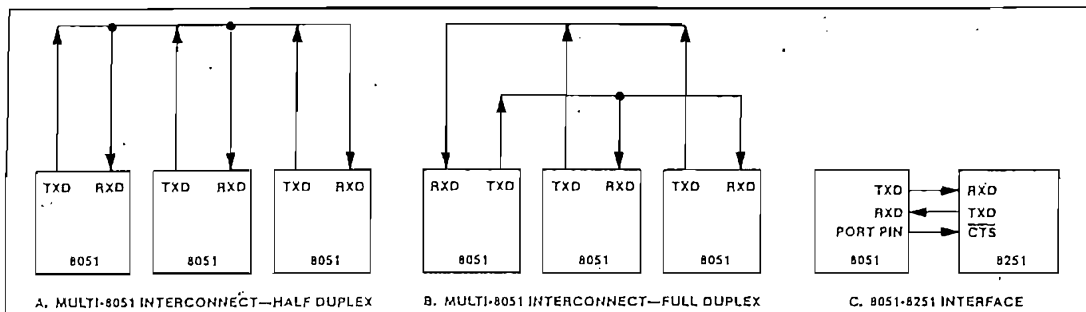 TXD RXD
TXD RXD
TXD RXD
8051
8051
8051
A. MULTI-8051 INTERCONNECT—HALF DUPLEX
RXD TXD
TXD RXD
TXD RXD
8051
8051
8051
B. MULTI-8051 INTERCONNECT—FULL DUPLEX
TXD RXD
RXD TXD
PORT PIN CTS
8051 8251
C. 8051-8251 INTERFACE